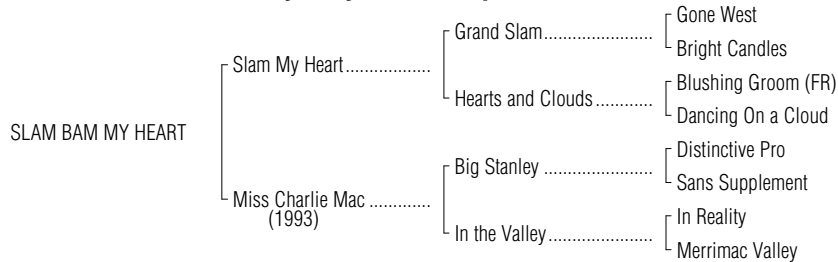 Gone West
Grand Slam.......................
Bright Candles
Slam My Heart..................
Blushing Groom (FR)
Hearts and Clouds ............
Dancing On a Cloud
SLAM BAM MY HEART
Distinctive Pro
Big Stanley .......................
Sans Supplement
Miss Charlie Mac .............
(1993)
In Reality
In the Valley......................
Merrimac Valley